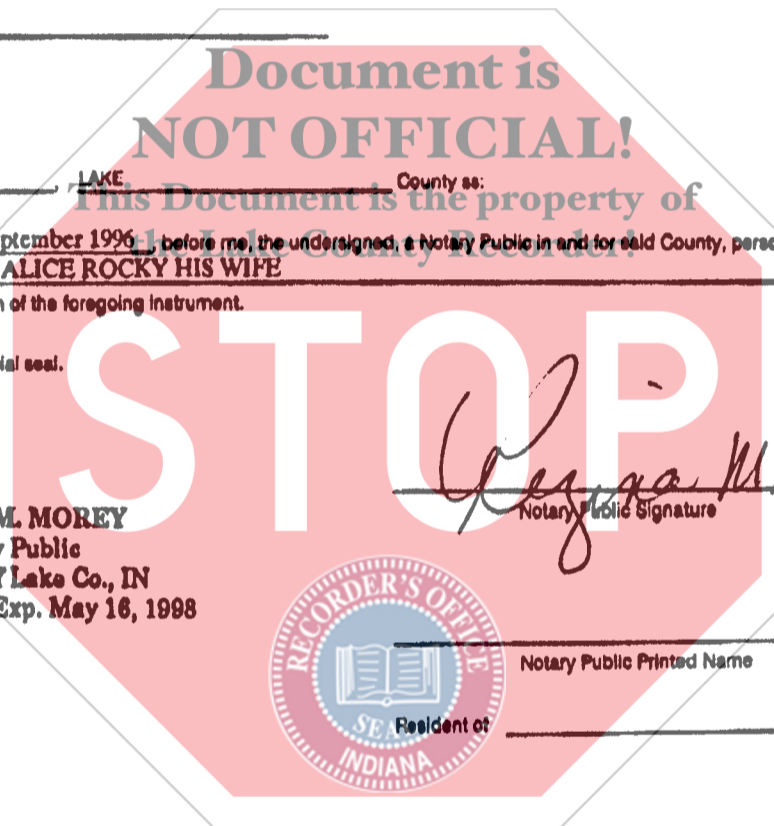 Document is
NOT OFFICIAL!
LAKE County ss:
This Document is the property of
the Lake County Recorder!
ptember 1996 before me, the undersigned, a Notary Public in and for said County, perso
ALICE ROCKY HIS WIFE
n of the foregoing instrument.
ial seal.
STOP
Regina M
Notary Public Signature
M. MOREY
y Public
Y Lake Co., IN
Exp. May 16, 1998
RECORDER'S OFFICE
SEAL
INDIANA
Notary Public Printed Name
Resident of